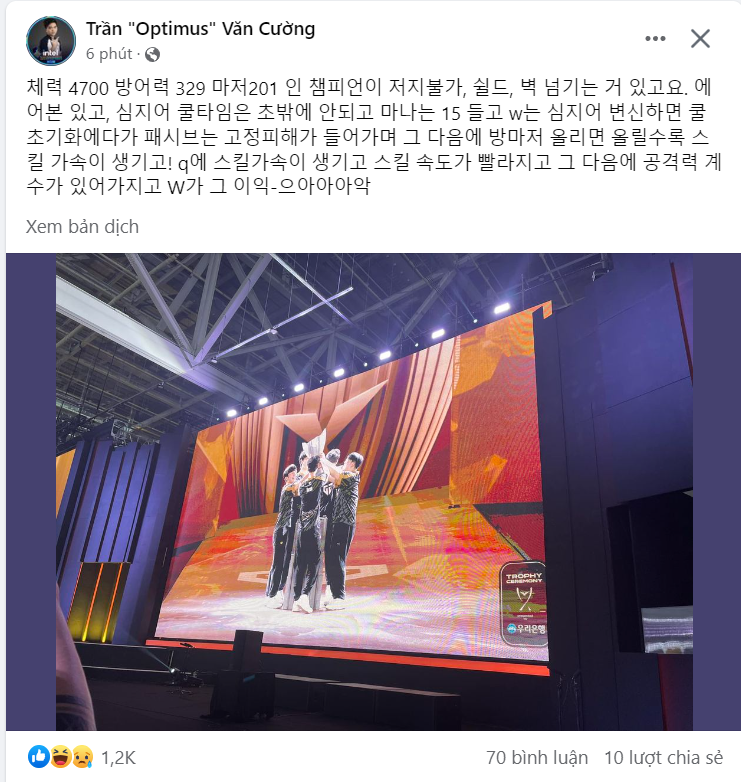 Trần "Optimus" Văn Cường
6 phút ·
체력 4700 방어력 329 마저201 인 챔피언이 저지불가, 쉴드, 벽 넘기는 거 있고요. 에
어본 있고, 심지어 쿨타임은 초밖에 안되고 마나는 15 들고 w는 심지어 변신하면 쿨
초기화에다가 패시브는 고정피해가 들어가며 그 다음에 방마저 올리면 올릴수록 스
킬 가속이 생기고! q에 스킬가속이 생기고 스킬 속도가 빨라지고 그 다음에 공격력 계
수가 있어가지고 W가 그 이익-으아아아악
Xem bản dịch
intel
TROPHY
CEREMONY
우리은행
1,2K
70 bình luận
10 lượt chia sẻ